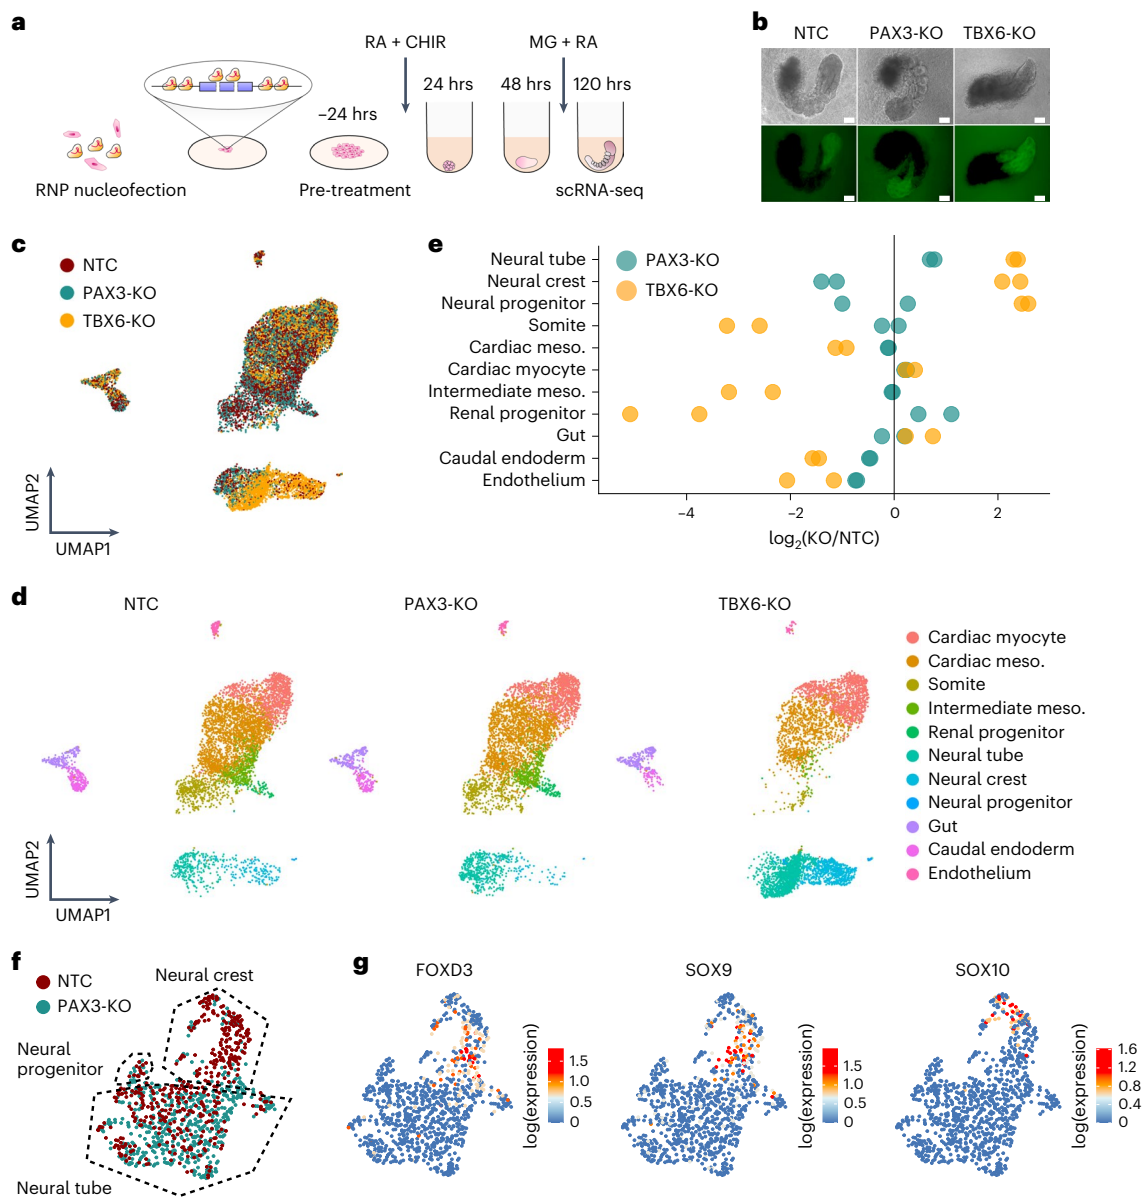 a
RA + CHIR
MG + RA
24 hrs
48 hrs
120 hrs
−24 hrs
RNP nucleofection
Pre-treatment
scRNA-seq
b
NTC
PAX3-KO
TBX6-KO
c
NTC
PAX3-KO
TBX6-KO
UMAP2
UMAP1
e
PAX3-KO
TBX6-KO
Neural tube
Neural crest
Neural progenitor
Somite
Cardiac meso.
Cardiac myocyte
Intermediate meso.
Renal progenitor
Gut
Caudal endoderm
Endothelium
−4
−2
0
2
log2(KO/NTC)
d
NTC
PAX3-KO
TBX6-KO
UMAP2
UMAP1
Cardiac myocyte
Cardiac meso.
Somite
Intermediate meso.
Renal progenitor
Neural tube
Neural crest
Neural progenitor
Gut
Caudal endoderm
Endothelium
f
NTC
PAX3-KO
Neural crest
Neural
progenitor
Neural tube
g
FOXD3
log(expression)
1.5
1.0
0.5
0
SOX9
log(expression)
1.5
1.0
0.5
0
SOX10
log(expression)
1.6
1.2
0.8
0.4
0